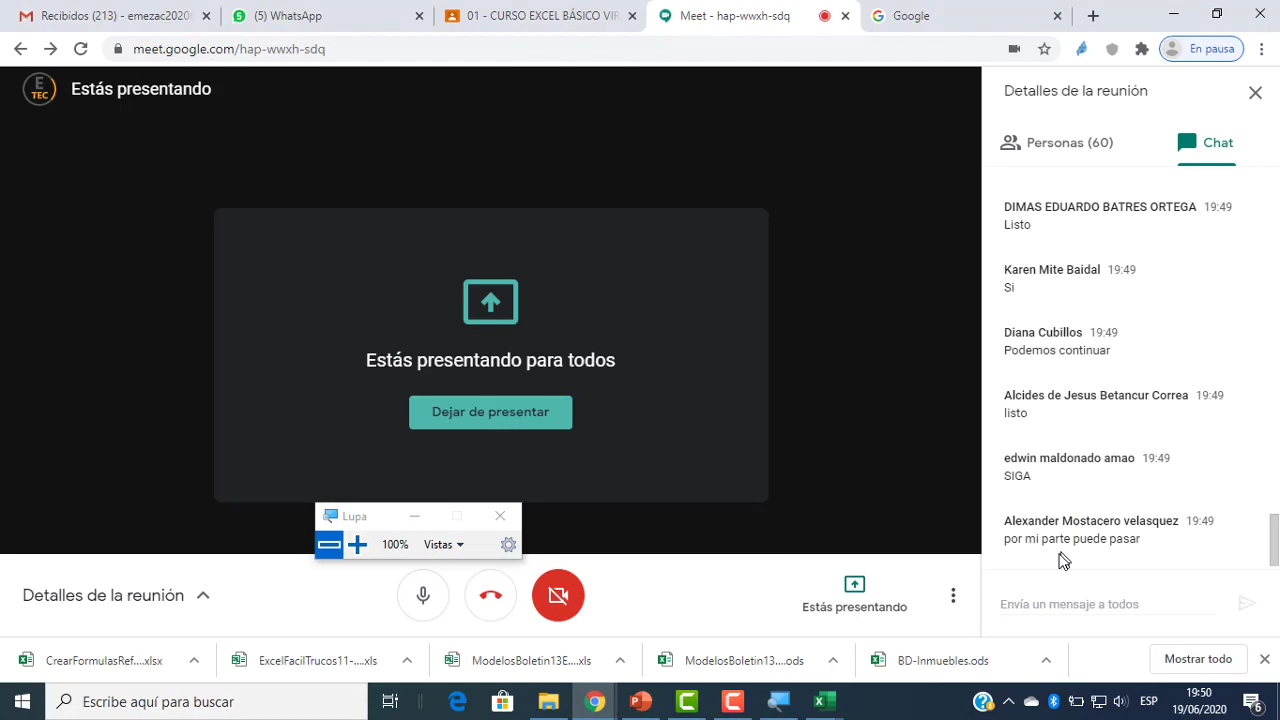 Recibidos (213) - emezac2020
(5) WhatsApp
01 - CURSO EXCEL BÁSICO VIR
Meet - hap-wwxh-sdq
Google
meet.google.com/hap-wwxh-sdq
En pausa
E
TEC
Estás presentando
Detalles de la reunión
Personas (60)
Chat
DIMAS EDUARDO BATRES ORTEGA 19:49
Listo
Karen Mite Baidal 19:49
Si
Diana Cubillos 19:49
Podemos continuar
Alcides de Jesus Betancur Correa 19:49
listo
edwin maldonado amao 19:49
SIGA
Alexander Mostacero velasquez 19:49
por mi parte puede pasar
Envía un mensaje a todos
Estás presentando para todos
Dejar de presentar
Lupa
100% Vistas
Detalles de la reunión
Estás presentando
CrearFormulasRef....xlsx
ExcelFacilTrucos11-....xls
ModelosBoletin13E....xls
ModelosBoletin13....ods
BD-Inmuebles.ods
Mostrar todo
Escribe aquí para buscar
ESP
19:50
19/06/2020
6